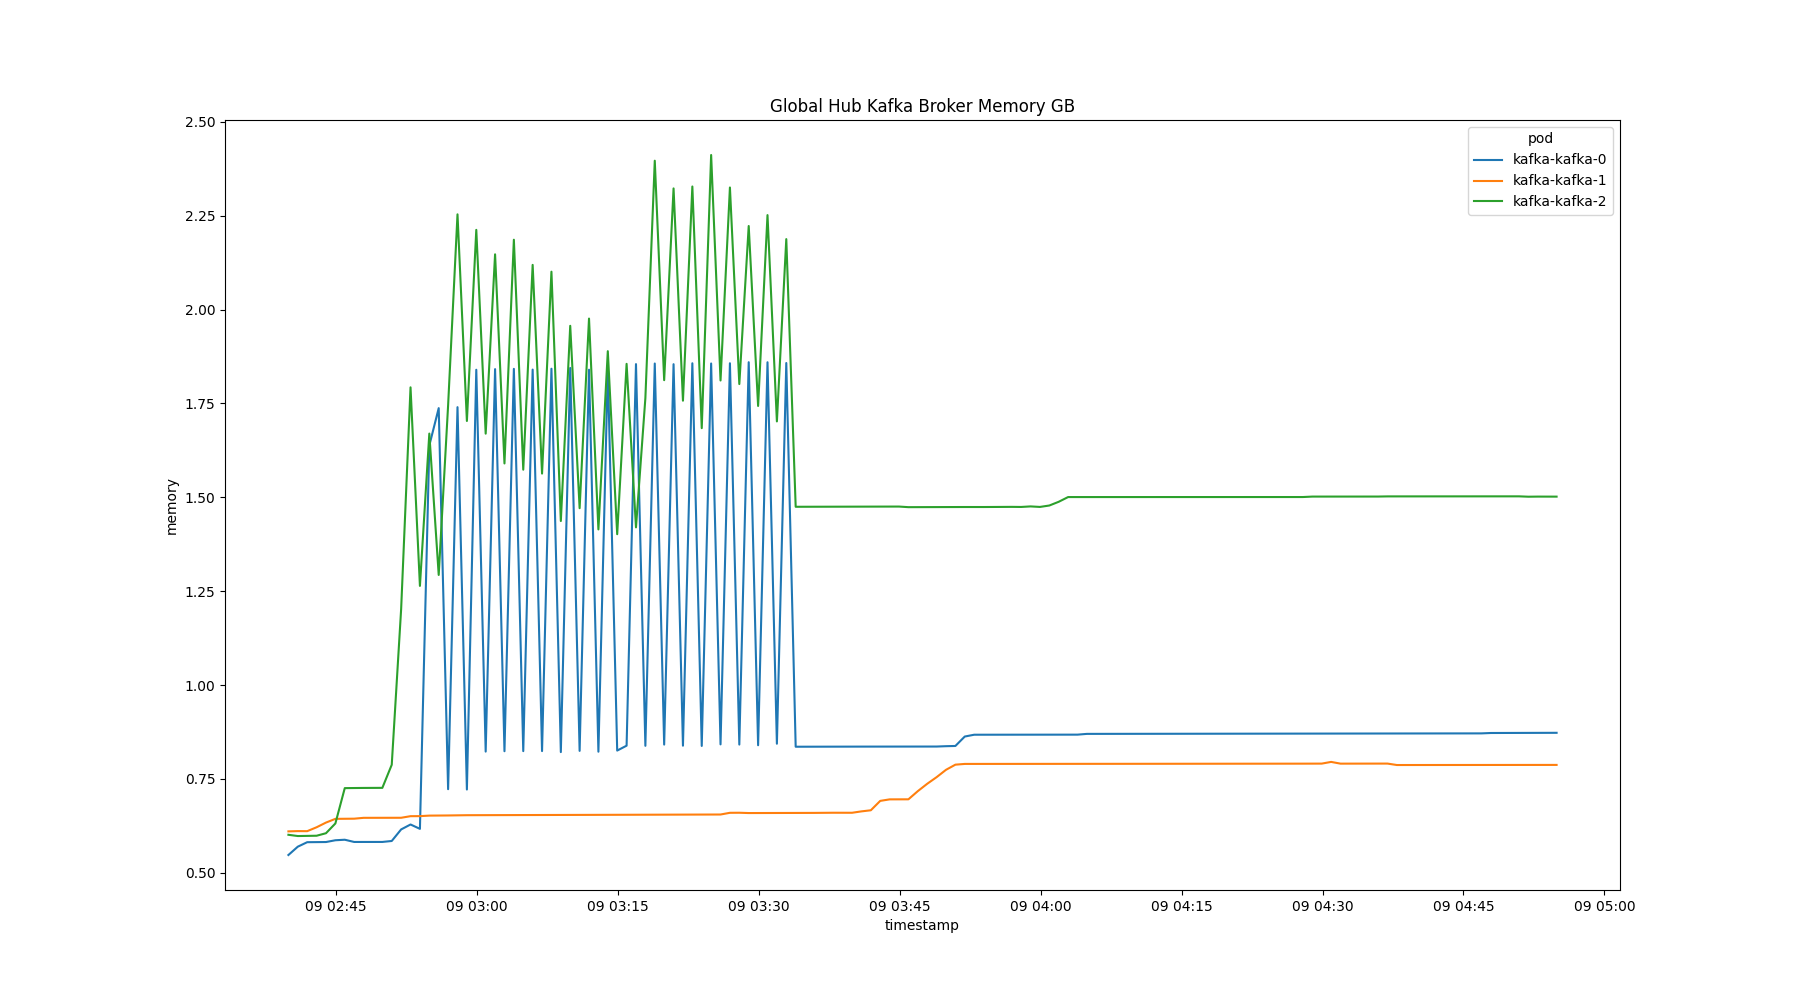 Global Hub Kafka Broker Memory GB
pod
kafka-kafka-0
kafka-kafka-1
kafka-kafka-2
memory
2.50
2.25
2.00
1.75
1.50
1.25
1.00
0.75
0.50
09 02:45 09 03:00 09 03:15 09 03:30 09 03:45 09 04:00 09 04:15 09 04:30 09 04:45 09 05:00
timestamp